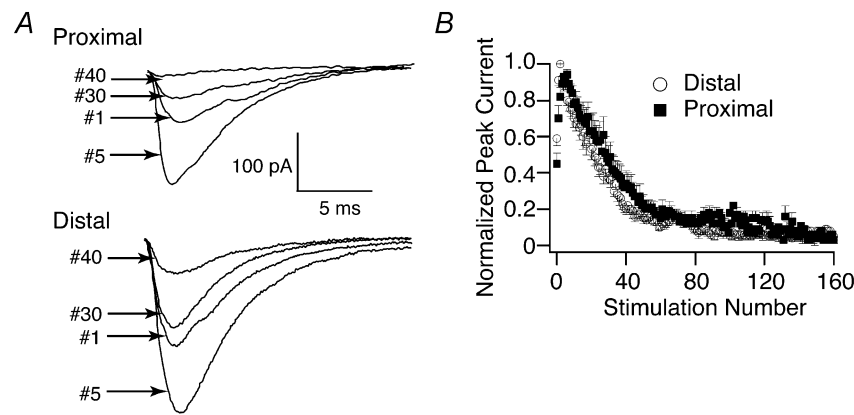 A
Proximal
#40
#30
#1
#5
100 pA
5 ms
Distal
#40
#30
#1
#5
B
Normalized Peak Current
1.0
0.8
0.6
0.4
0.2
0
Distal
Proximal
0 40 80 120 160
Stimulation Number